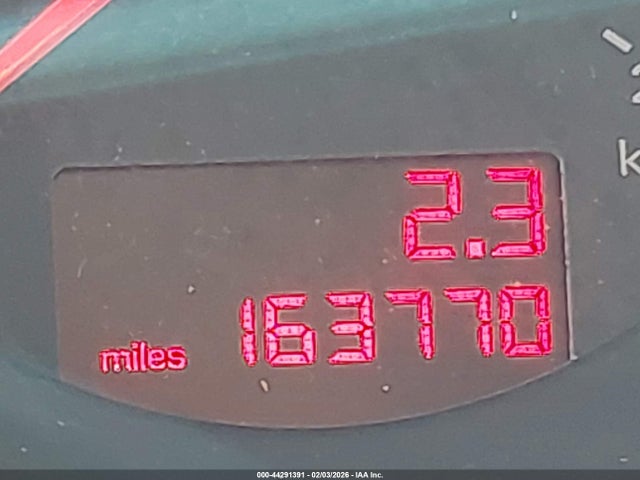 2.3
miles 163770
000-44291391 - 02/03/2026 - IAA Inc.